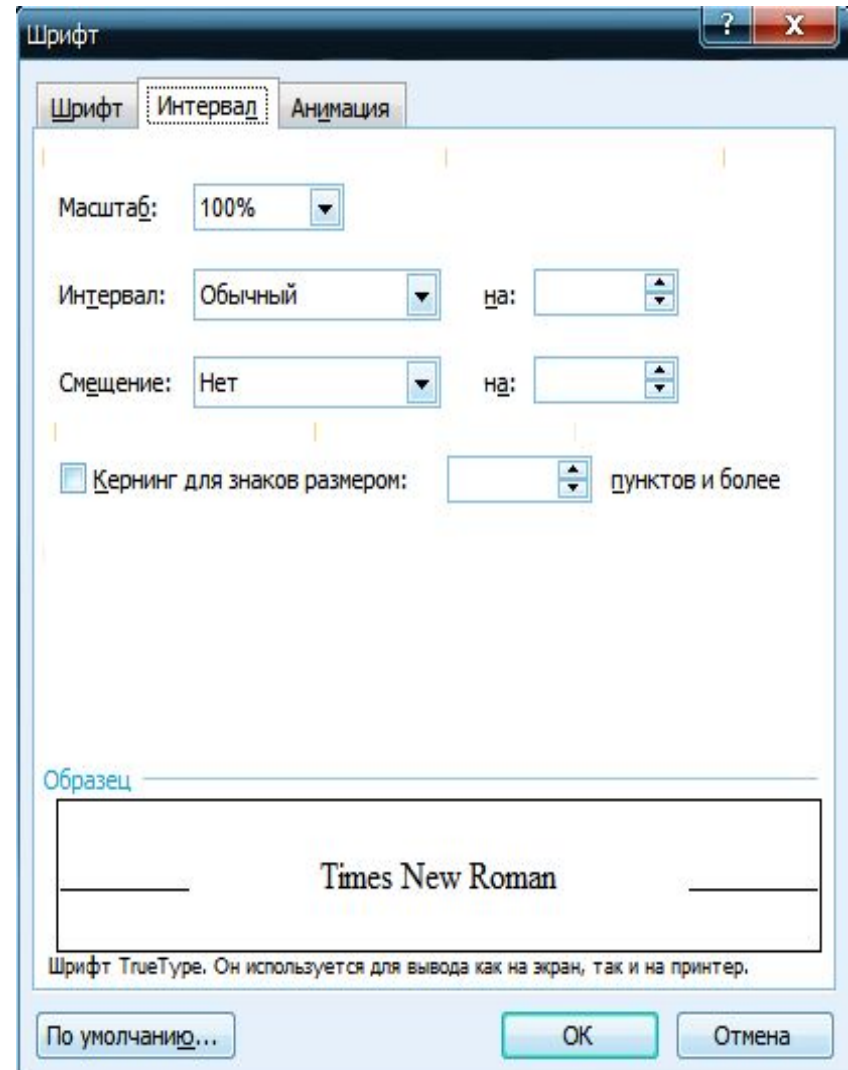 Шрифт
? X
Шрифт Интервал Анимация
Масштаб: 100%
Интервал: Обычный на:
Смещение: Нет на:
Кернинг для знаков размером: пунктов и более
Образец
Times New Roman
Шрифт TrueType. Он используется для вывода как на экран, так и на принтер.
По умолчанию... ОК Отмена